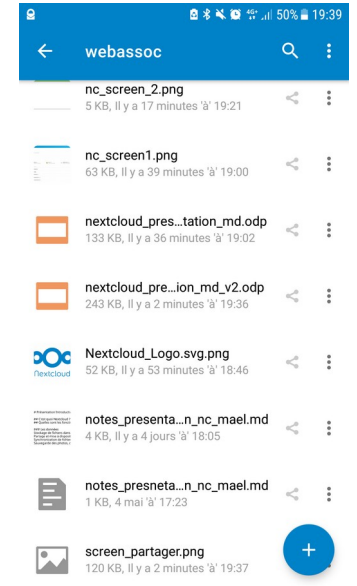 50% 19:39
webassoc
nc_screen_2.png
5 KB, Il y a 17 minutes 'à' 19:21
nc_screen1.png
63 KB, Il y a 39 minutes 'à' 19:00
nextcloud_pres...tation_md.odp
133 KB, Il y a 36 minutes 'à' 19:02
nextcloud_pre...ion_md_v2.odp
243 KB, Il y a 2 minutes 'à' 19:36
Nextcloud
Nextcloud_Logo.svg.png
52 KB, Il y a 53 minutes 'à' 18:46
notes_presenta...n_nc_mael.md
4 KB, Il y a 4 jours 'à' 18:05
notes_presneta...n_nc_mael.md
1 KB, 4 mai 'à' 17:23
screen_partager.png
120 KB, Il y a 2 minutes 'à' 19:37